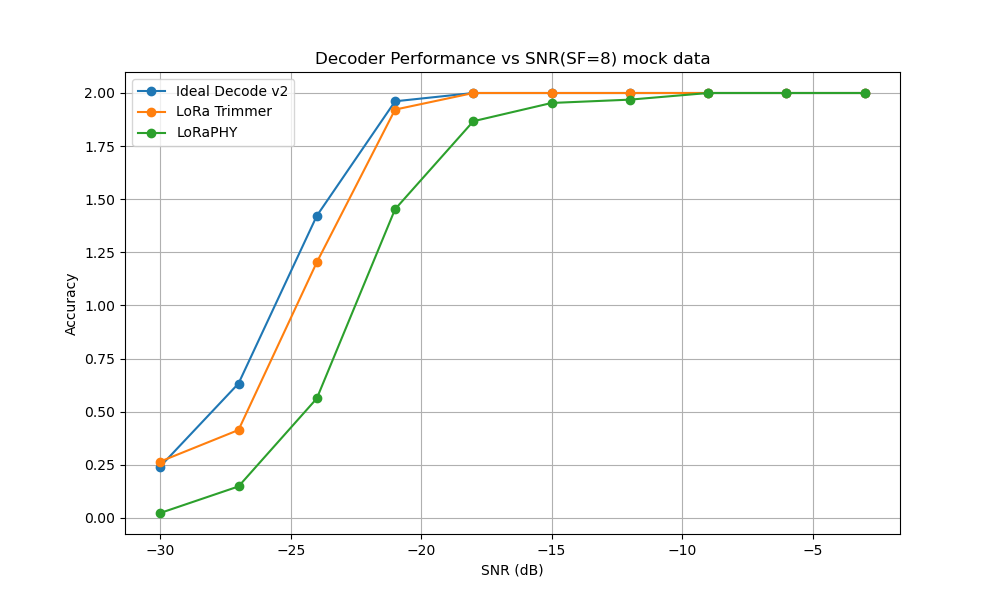 Decoder Performance vs SNR(SF=8) mock data
Ideal Decode v2
LoRa Trimmer
LoRaPHY
Accuracy
2.00
1.75
1.50
1.25
1.00
0.75
0.50
0.25
0.00
−30 −25 −20 −15 −10 −5
SNR (dB)